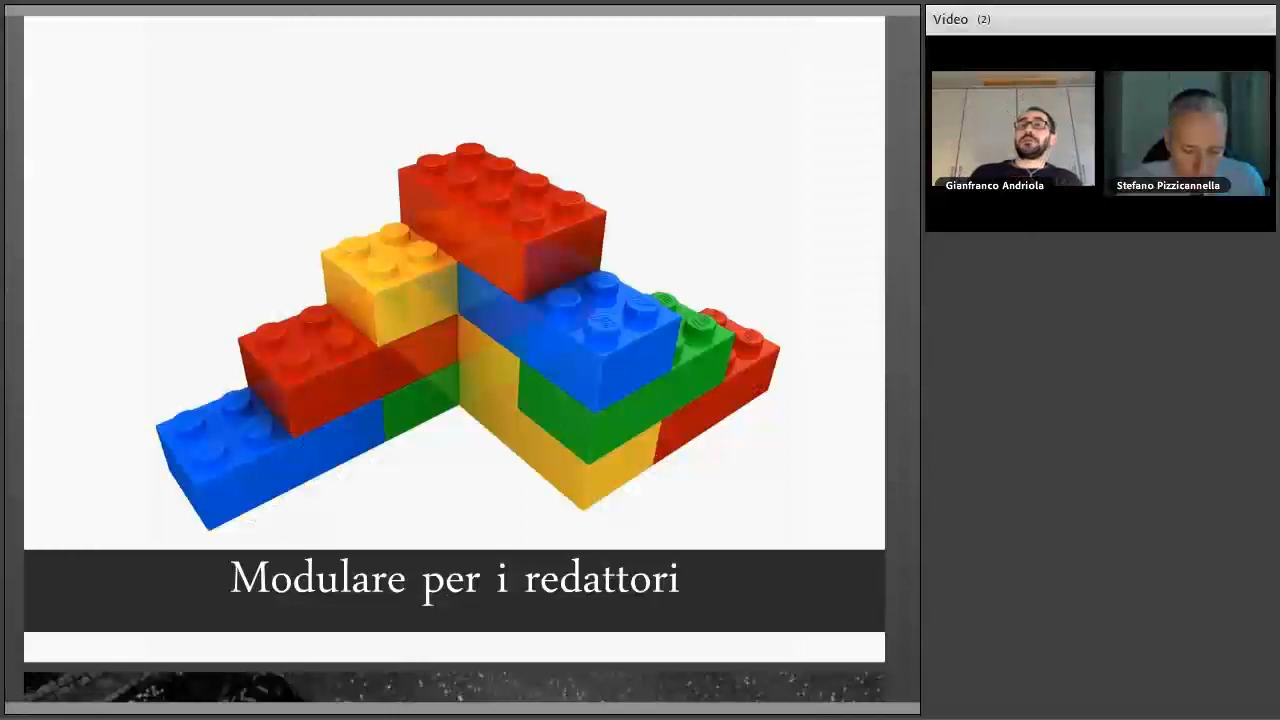 Modulare per i redattori
Video (2)
Gianfranco Andriola
Stefano Pizzicannella